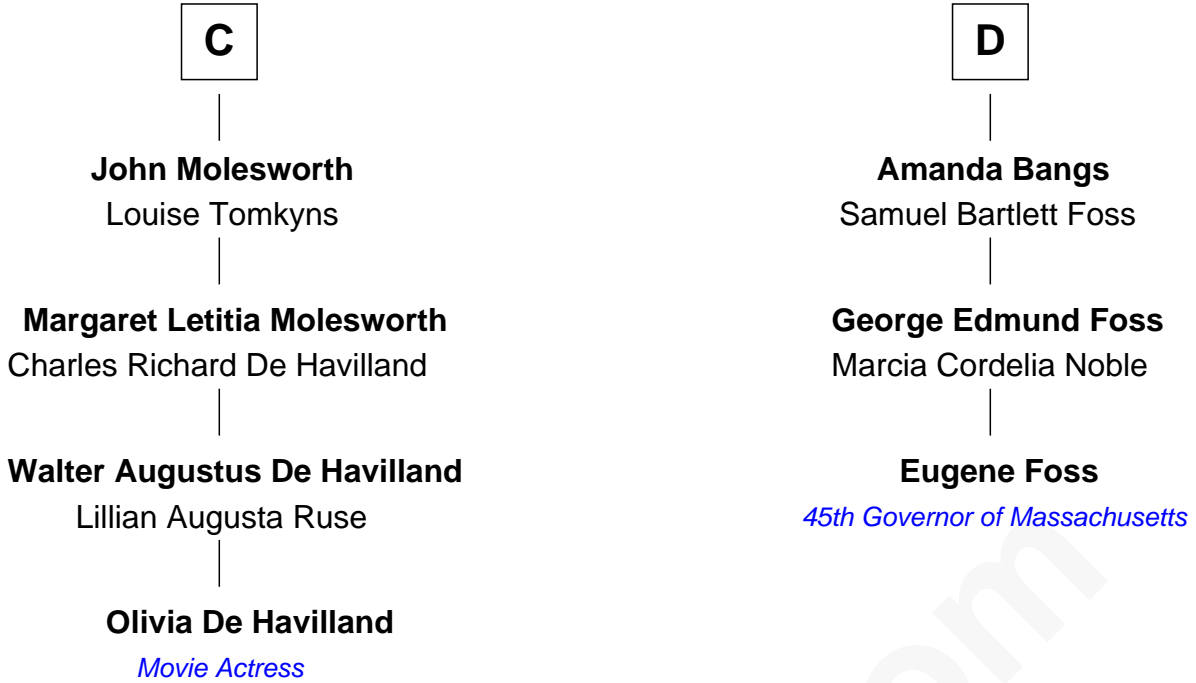 C
John Molesworth
Louise Tomkyns
Margaret Letitia Molesworth
Charles Richard De Havilland
Walter Augustus De Havilland
Lillian Augusta Ruse
Olivia De Havilland
Movie Actress
D
Amanda Bangs
Samuel Bartlett Foss
George Edmund Foss
Marcia Cordelia Noble
Eugene Foss
45th Governor of Massachusetts
om